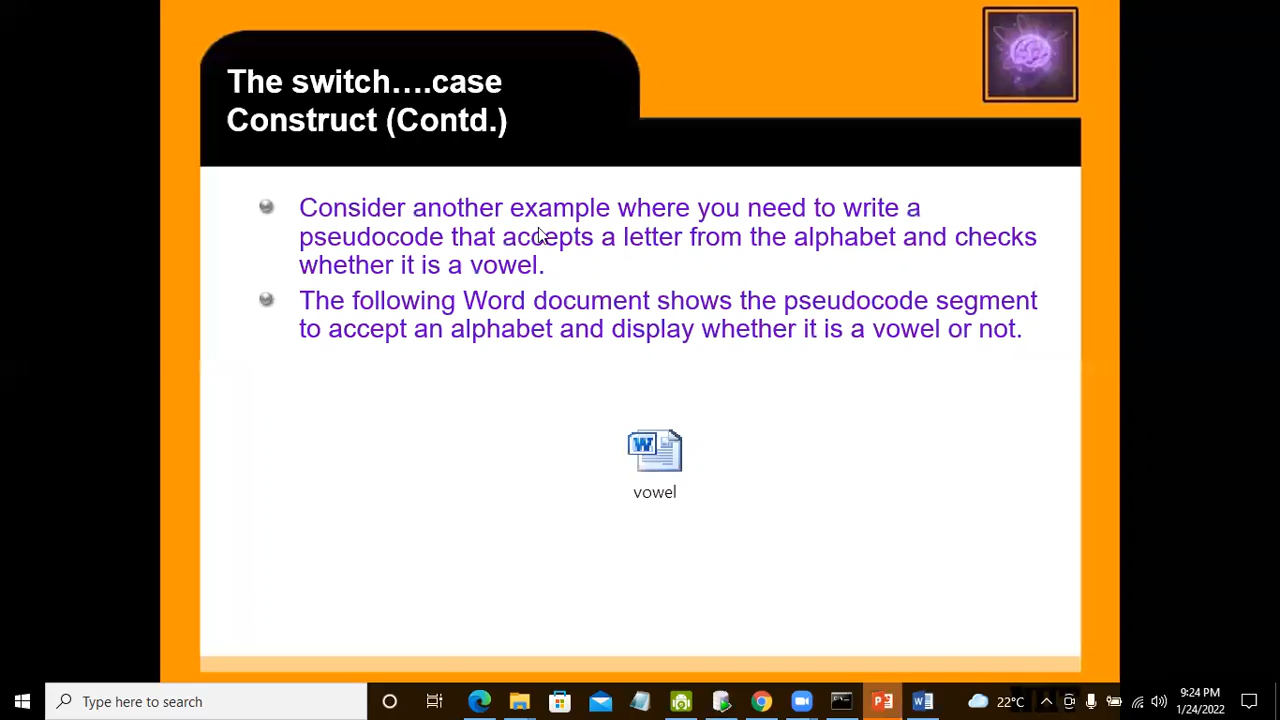 The switch….case
Construct (Contd.)
Consider another example where you need to write a
pseudocode that accepts a letter from the alphabet and checks
whether it is a vowel.
The following Word document shows the pseudocode segment
to accept an alphabet and display whether it is a vowel or not.
W
vowel
Type here to search
22°C
9:24 PM
1/24/2022